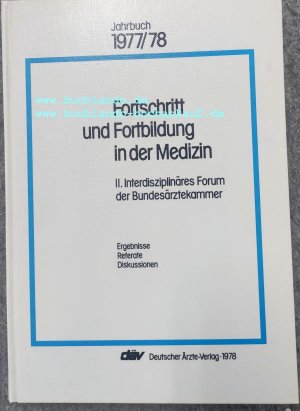 Jahrbuch
1977/78
Fortschritt
und Fortbildung
in der Medizin
II. Interdisziplinäres Forum
der Bundesärztekammer
Ergebnisse
Referate
Diskussionen
däv Deutscher Ärzte-Verlag · 1978